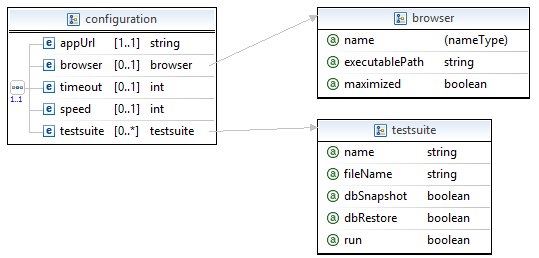 configuration
e appUrl [1..1] string
e browser [0..1] browser
e timeout [0..1] int
e speed [0..1] int
e testsuite [0..*] testsuite
1..1
browser
a name (nameType)
a executablePath string
a maximized boolean
testsuite
a name string
a fileName string
a dbSnapshot boolean
a dbRestore boolean
a run boolean